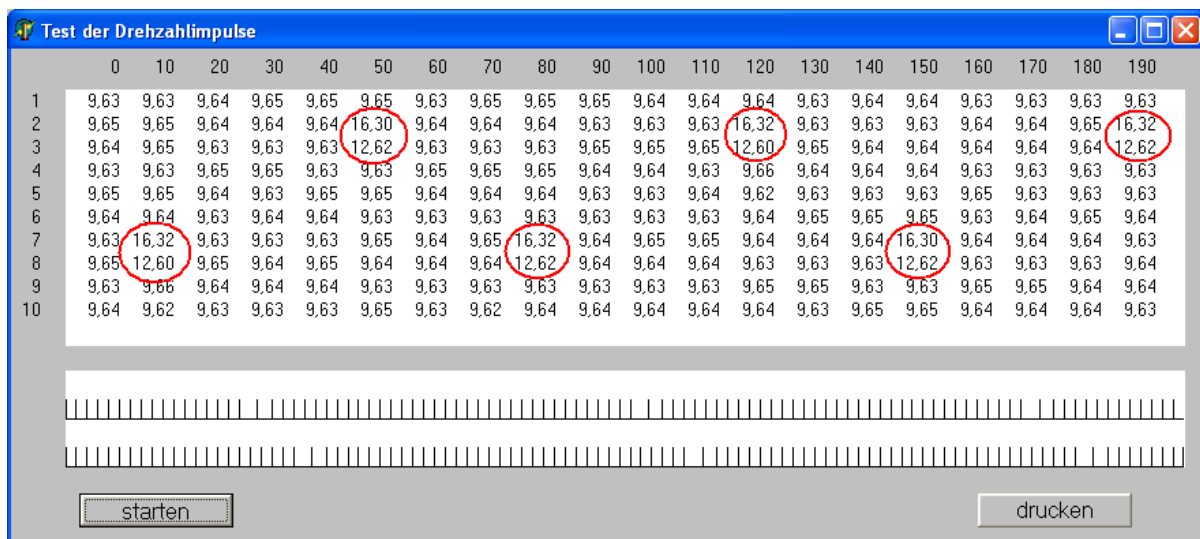 Test der Drehzahlimpulse
0 10 20 30 40 50 60 70 80 90 100 110 120 130 140 150 160 170 180 190
1 9,63 9,63 9,64 9,65 9,65 9,65 9,63 9,65 9,65 9,65 9,64 9,64 9,64 9,63 9,64 9,64 9,63 9,63 9,63 9,63
2 9,65 9,65 9,64 9,64 9,64 16,30 9,64 9,64 9,64 9,63 9,63 9,63 16,32 9,63 9,63 9,63 9,64 9,64 9,65 16,32
3 9,64 9,65 9,63 9,63 9,63 12,62 9,63 9,63 9,63 9,65 9,65 9,65 12,60 9,65 9,64 9,64 9,64 9,64 9,64 12,62
4 9,63 9,63 9,65 9,65 9,63 9,63 9,65 9,65 9,65 9,64 9,64 9,63 9,66 9,64 9,64 9,64 9,63 9,63 9,63 9,63
5 9,65 9,65 9,64 9,63 9,65 9,65 9,64 9,64 9,64 9,63 9,63 9,64 9,62 9,63 9,63 9,63 9,65 9,63 9,63 9,63
6 9,64 9,64 9,63 9,64 9,64 9,63 9,63 9,63 9,63 9,63 9,63 9,64 9,64 9,65 9,65 9,65 9,63 9,64 9,65 9,64
7 9,63 16,32 9,63 9,63 9,63 9,65 9,64 9,65 16,32 9,64 9,65 9,65 9,64 9,64 9,64 16,30 9,64 9,64 9,64 9,63
8 9,65 12,60 9,65 9,64 9,65 9,64 9,64 9,64 12,62 9,64 9,64 9,64 9,63 9,63 9,63 12,62 9,63 9,63 9,63 9,64
9 9,63 9,66 9,64 9,64 9,64 9,63 9,63 9,63 9,63 9,63 9,63 9,63 9,65 9,65 9,63 9,63 9,65 9,65 9,64 9,64
10 9,64 9,62 9,63 9,63 9,63 9,65 9,63 9,62 9,64 9,64 9,64 9,64 9,64 9,63 9,65 9,65 9,64 9,64 9,64 9,63
starten
drucken